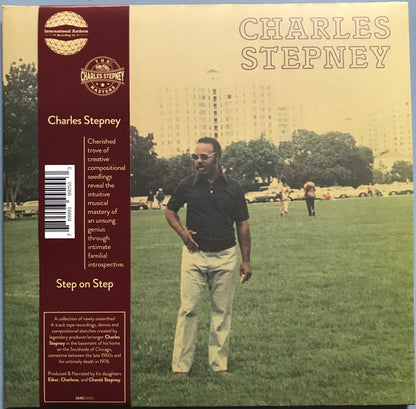 International Anthem
Recording Co.
THE
CHARLES STEPNEY
MASTERS
CHARLES
STEPNEY
Charles Stepney
Cherished
trove of
creative
compositional
seedlings
reveal the
intuitive
musical
mastery of
an unsung
genius
through
intimate
familial
introspective.
Step on Step
A collection of newly unearthed
4-track tape recordings, demos and
compositional sketches created by
legendary producer/arranger Charles
Stepney in the basement of his home
on the Southside of Chicago,
sometime between the late 1960s and
his untimely death in 1976.
Produced & Narrated by his daughters
Eibur, Charlene, and Chanté Stepney